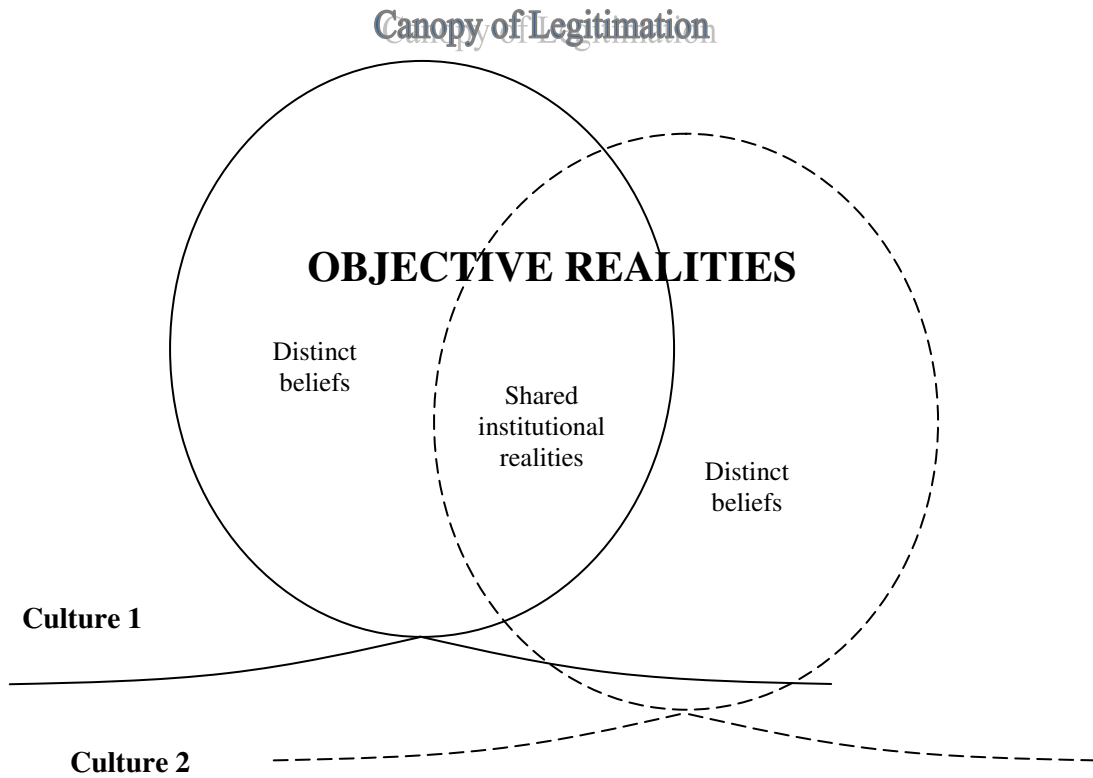 Canopy of Legitimation
OBJECTIVE REALITIES
Distinct
beliefs
Shared
institutional
realities
Distinct
beliefs
Culture 1
Culture 2